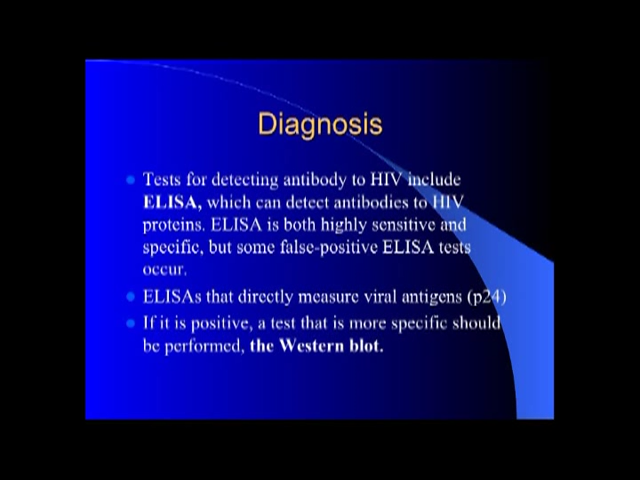 Diagnosis
Tests for detecting antibody to HIV include
ELISA, which can detect antibodies to HIV
proteins. ELISA is both highly sensitive and
specific, but some false-positive ELISA tests
occur.
ELISAs that directly measure viral antigens (p24)
If it is positive, a test that is more specific should
be performed, the Western blot.